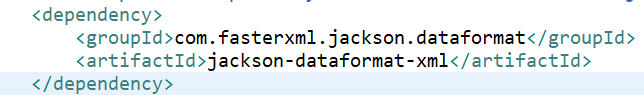 <dependency>
<groupId>com.fasterxml.jackson.dataformat</groupId>
<artifactId>jackson-dataformat-xml</artifactId>
</dependency>